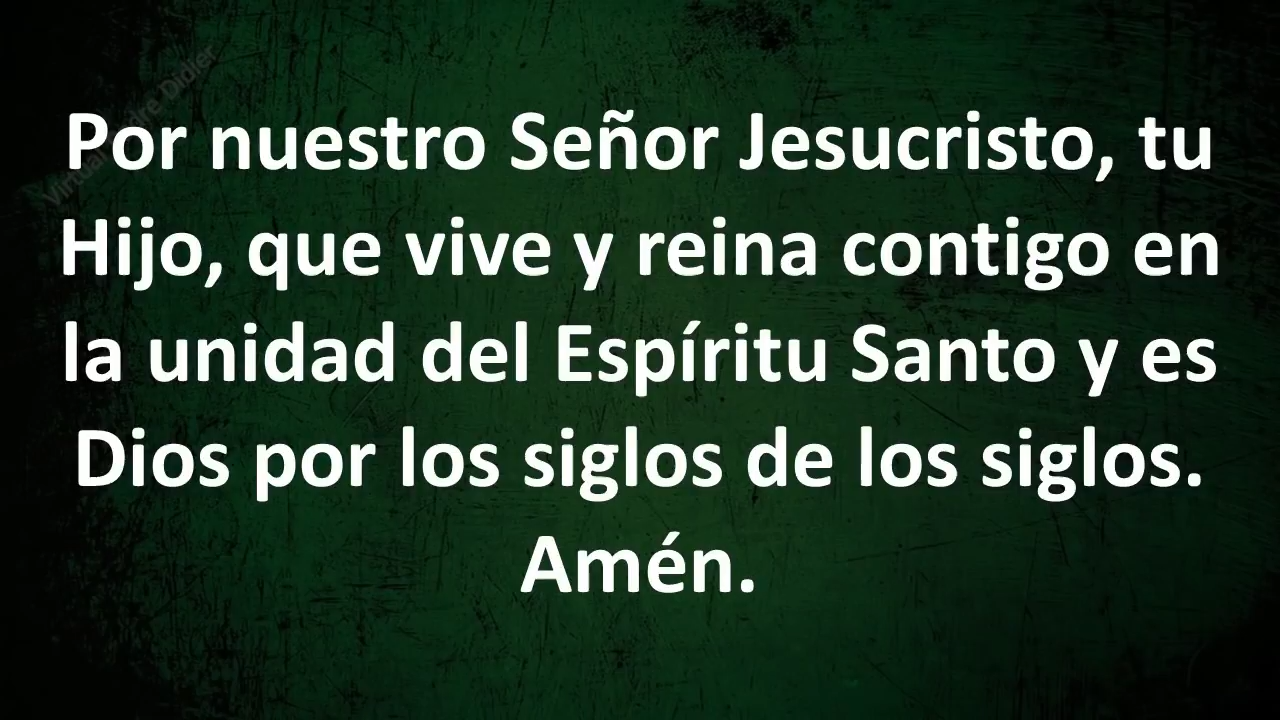 Por nuestro Señor Jesucristo, tu
Hijo, que vive y reina contigo en
la unidad del Espíritu Santo y es
Dios por los siglos de los siglos.
Amén.